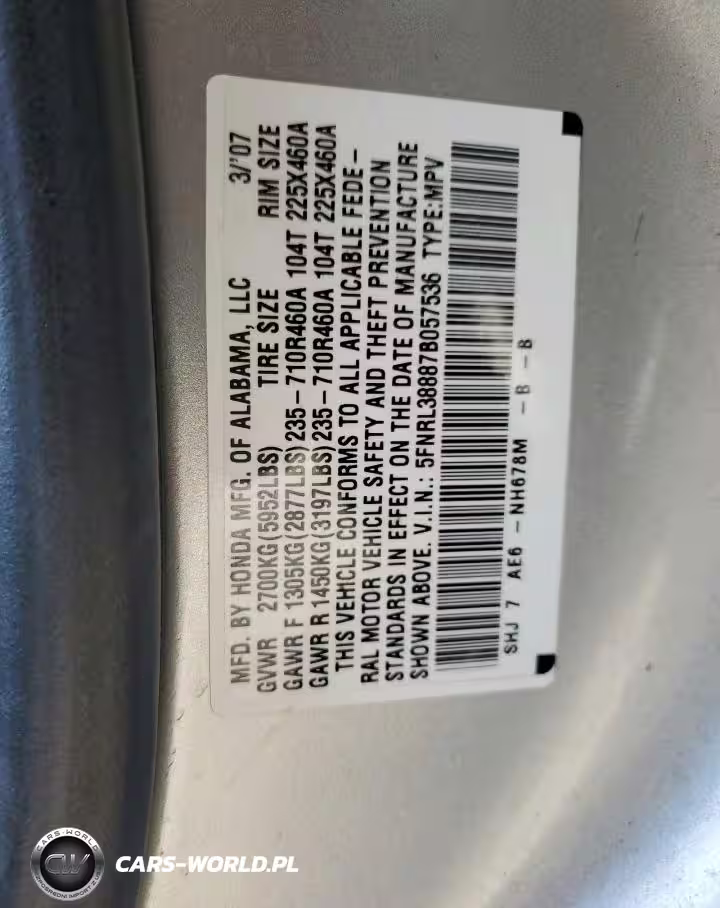 MFD. BY HONDA MFG. OF ALABAMA, LLC 3/'07
GVWR 2700KG(5952LBS) TIRE SIZE RIM SIZE
GAWR F 1305KG(2877LBS)235-710R460A 104T 225X460A
GAWR R 1450KG(3197LBS)235-710R460A 104T 225X460A
THIS VEHICLE CONFORMS TO ALL APPLICABLE FEDE-
RAL MOTOR VEHICLE SAFETY AND THEFT PREVENTION
STANDARDS IN EFFECT ON THE DATE OF MANUFACTURE
SHOWN ABOVE. V.I.N.: 5FNRL38887B057536 TYPE:MPV
SHJ 7 AE6 -NH678M -B -B
CARS-WORLD
CW
CARS-WORLD.PL